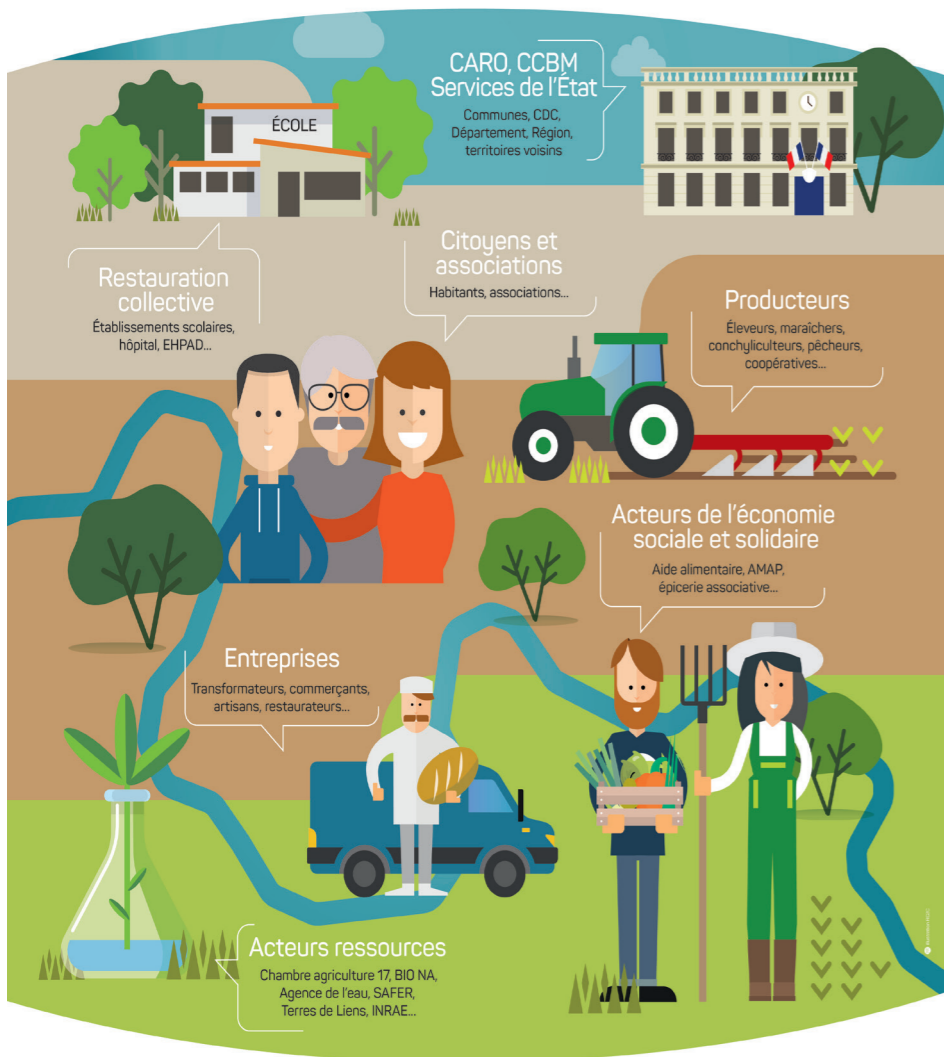 CARO, CCBM
Services de l'État
Communes, CDC,
Département, Région,
territoires voisins
ÉCOLE
Restauration
collective
Établissements scolaires,
hôpital, EHPAD...
Citoyens et
associations
Habitants, associations...
Producteurs
Éleveurs, maraîchers,
conchyliculteurs, pêcheurs,
coopératives...
Acteurs de l'économie
sociale et solidaire
Aide alimentaire, AMAP,
épicerie associative...
Entreprises
Transformateurs, commerçants,
artisans, restaurateurs...
Acteurs ressources
Chambre agriculture 17, BIO NA,
Agence de l'eau, SAFER,
Terres de Liens, INRAE...